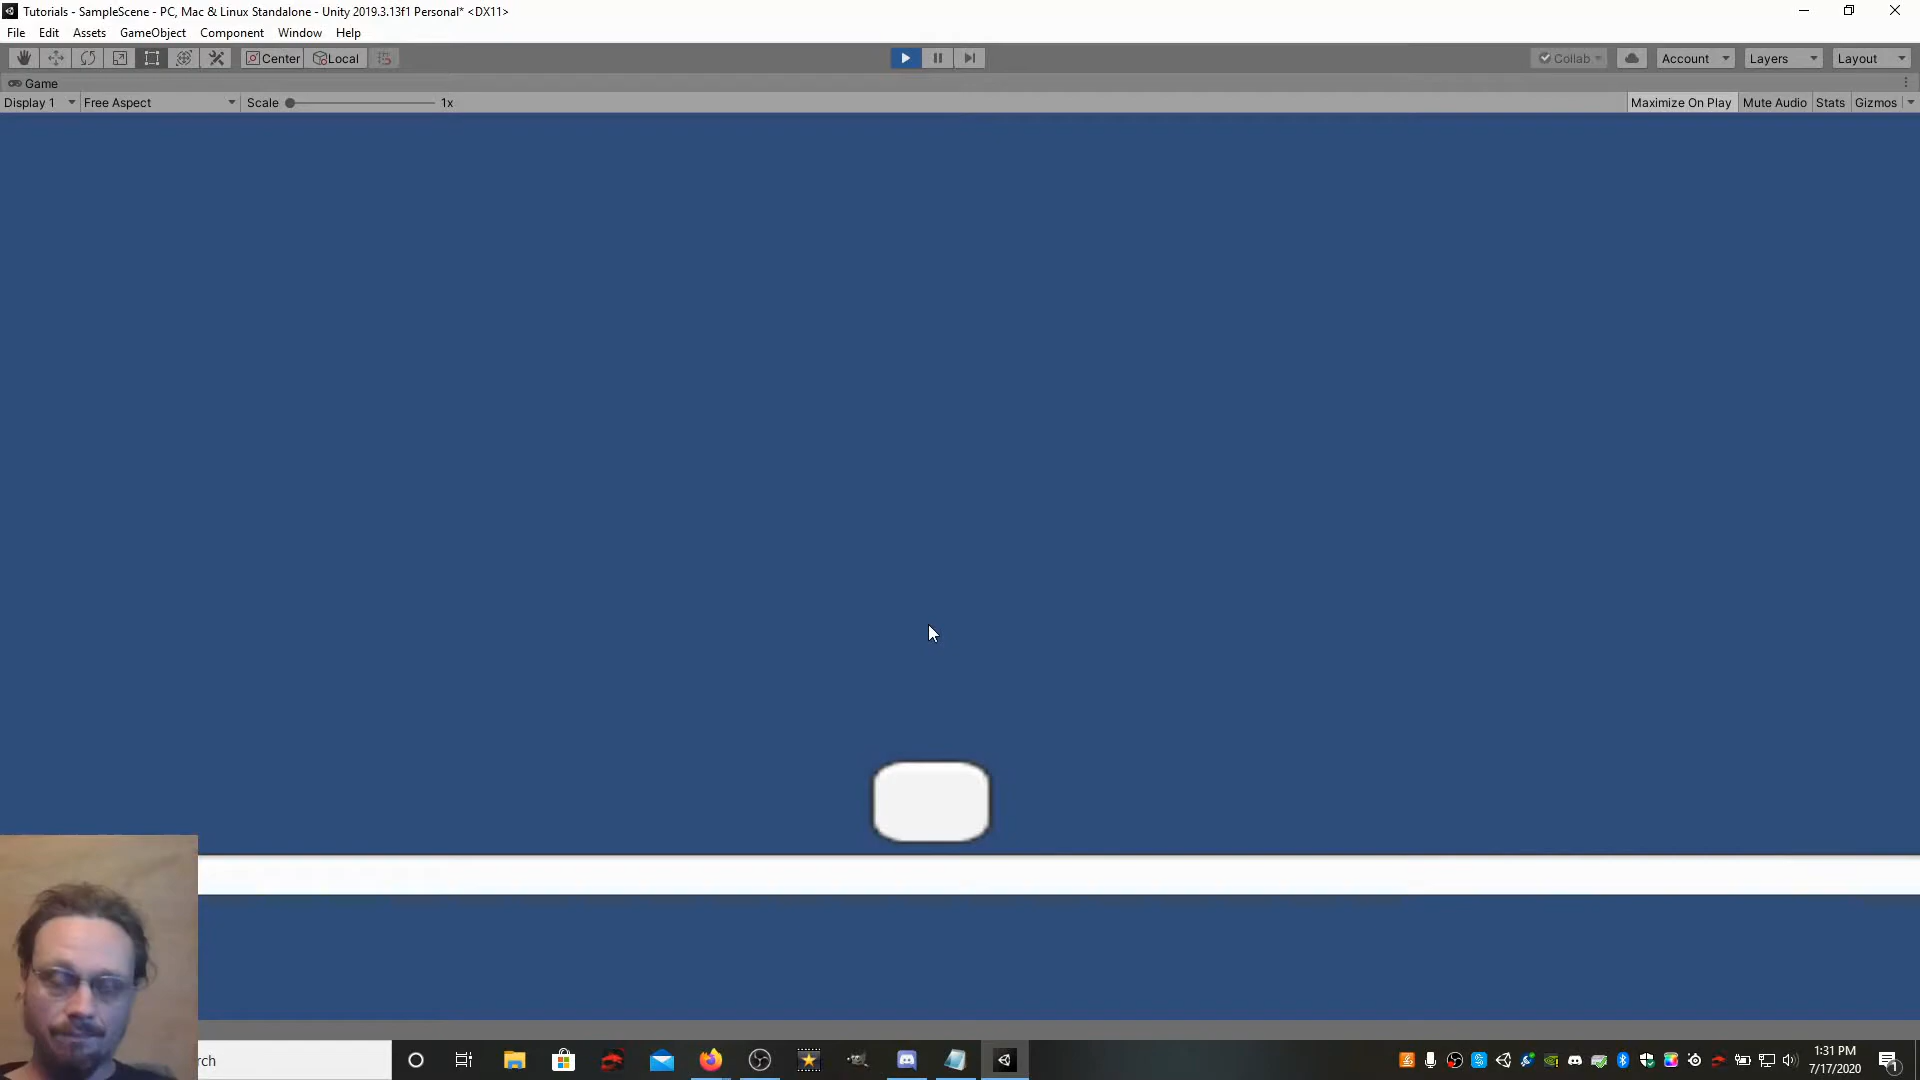 Tutorials - SampleScene - PC, Mac & Linux Standalone - Unity 2019.3.13f1 Personal* <DX11>
File Edit Assets GameObject Component Window Help
Center Local Collab Account Layers Layout
Game
Display 1 Free Aspect Scale 1x Maximize On Play Mute Audio Stats Gizmos
rch
1:31 PM
7/17/2020
1